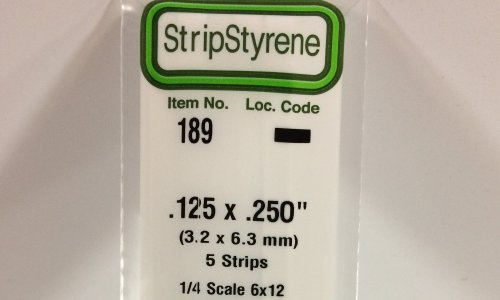 StripStyrene
Item No. Loc. Code
189
.125 x .250"
(3.2 x 6.3 mm)
5 Strips
1/4 Scale 6x12